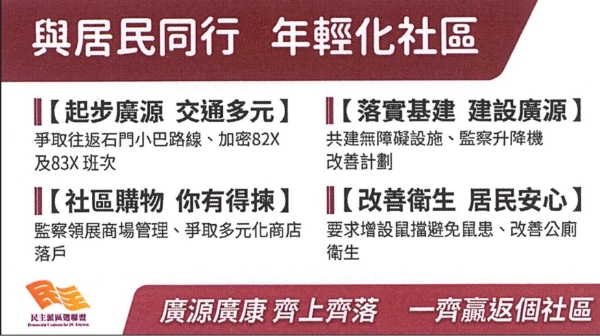 與居民同行 年輕化社區
【起步廣源 交通多元】
爭取往返石門小巴路線、加密82X
及83X 班次
【落實基建 建設廣源】
共建無障礙設施、監察升降機
改善計劃
【社區購物 你有得揀】
監察領展商場管理、爭取多元化商店
落戶
【改善衛生 居民安心】
要求增設鼠擋避免鼠患、改善公廁
衛生
民主
民主派區選聯盟
廣源廣康 齊上齊落 一齊贏返個社區